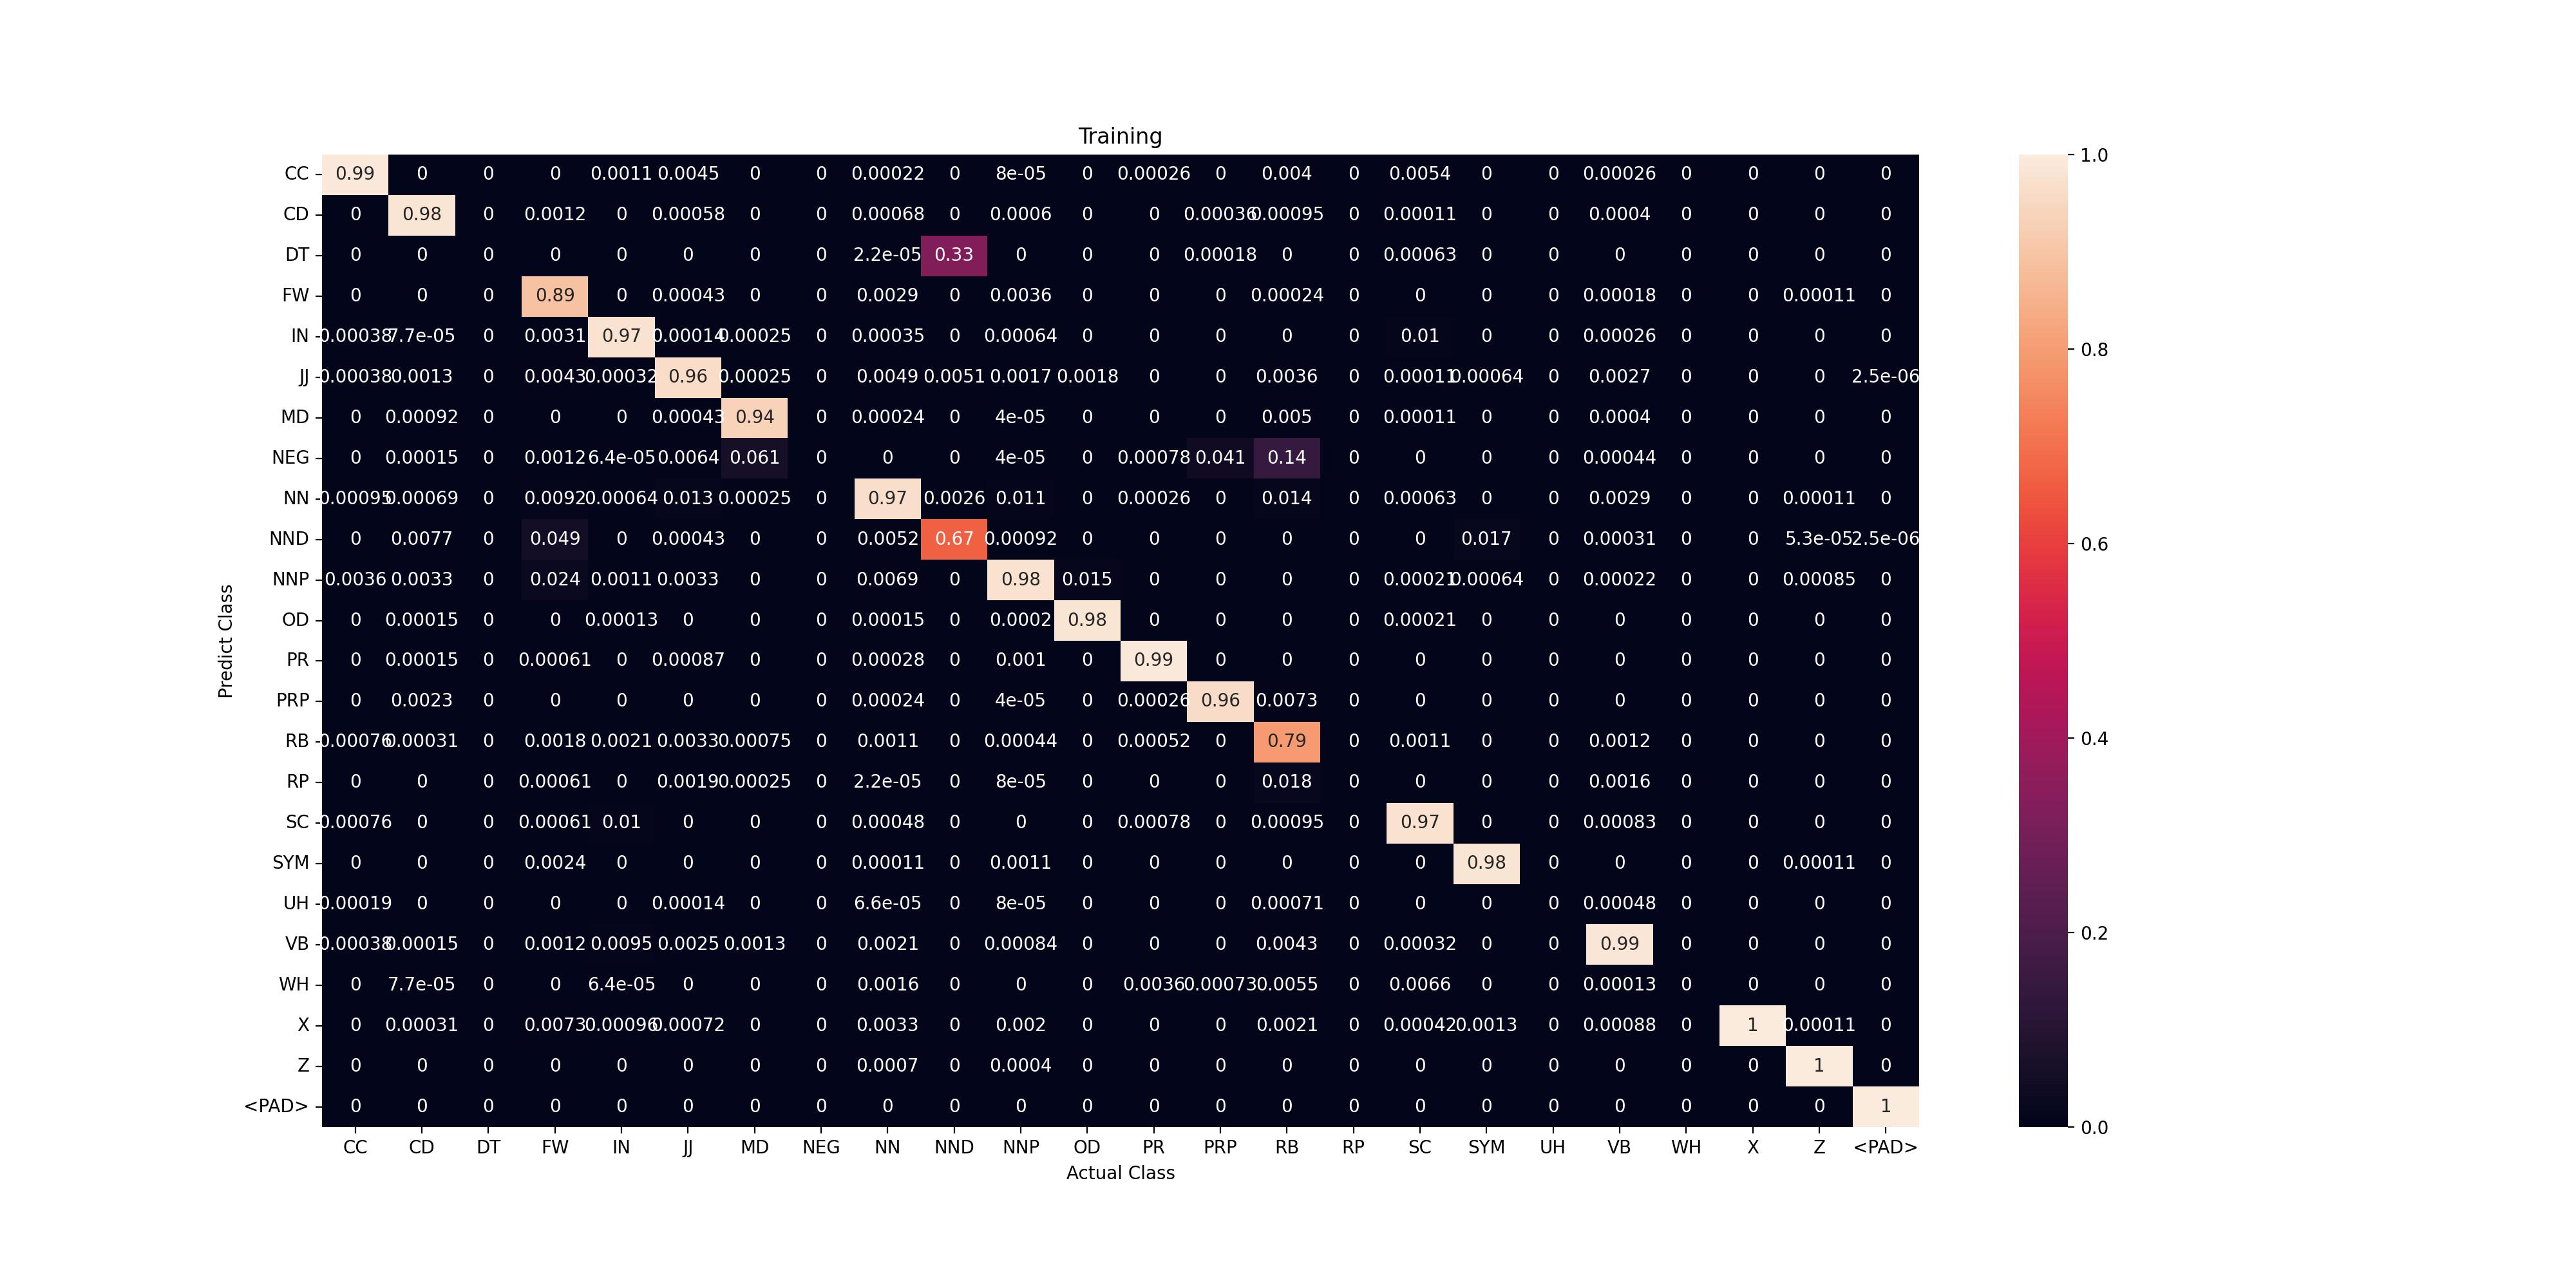 Training
CC 0.99 0 0 0 0.0011 0.0045 0 0 0.00022 0 8e-05 0 0.00026 0 0.004 0 0.0054 0 0 0.00026 0 0 0 0 1.0
CD 0 0.98 0 0.0012 0 0.00058 0 0 0.00068 0 0.0006 0 0 0.00036 0.00095 0 0.00011 0 0 0.0004 0 0 0 0
DT 0 0 0 0 0 0 0 0 2.2e-05 0.33 0 0 0 0.00018 0 0 0.00063 0 0 0 0 0 0 0
FW 0 0 0 0.89 0 0.00043 0 0 0.0029 0 0.0036 0 0 0 0.00024 0 0 0 0 0.00018 0 0 0.00011 0
IN 0.00038 7.7e-05 0 0.0031 0.97 0.00014 0.00025 0 0.00035 0 0.00064 0 0 0 0 0 0.01 0 0 0.00026 0 0 0 0
0.8
JJ 0.00038 0.0013 0 0.0043 0.00032 0.96 0.00025 0 0.0049 0.0051 0.0017 0.0018 0 0 0.0036 0 0.00011 0.00064 0 0.0027 0 0 0 2.5e-06
MD 0 0.00092 0 0 0 0.00043 0.94 0 0.00024 0 4e-05 0 0 0 0.005 0 0.00011 0 0 0.0004 0 0 0 0
NEG 0 0.00015 0 0.0012 6.4e-05 0.0064 0.061 0 0 0 4e-05 0 0.00078 0.041 0.14 0 0 0 0 0.00044 0 0 0 0
NN 0.00095 0.00069 0 0.0092 0.00064 0.013 0.00025 0 0.97 0.0026 0.011 0 0.00026 0 0.014 0 0.00063 0 0 0.0029 0 0 0.00011 0
NND 0 0.0077 0 0.049 0 0.00043 0 0 0.0052 0.67 0.00092 0 0 0 0 0 0 0.017 0 0.00031 0 0 5.3e-05 2.5e-06 0.6
NNP 0.0036 0.0033 0 0.024 0.0011 0.0033 0 0 0.0069 0 0.98 0.015 0 0 0 0 0.00021 0.00064 0 0.00022 0 0 0.00085 0
OD 0 0.00015 0 0 0.00013 0 0 0 0.00015 0 0.0002 0.98 0 0 0 0 0.00021 0 0 0 0 0 0 0
Predict Class
PR 0 0.00015 0 0.00061 0 0.00087 0 0 0.00028 0 0.001 0 0.99 0 0 0 0 0 0 0 0 0 0 0
PRP 0 0.0023 0 0 0 0 0 0 0.00024 0 4e-05 0 0.00026 0.96 0.0073 0 0 0 0 0 0 0 0 0
RB 0.00076 0.00031 0 0.0018 0.0021 0.0033 0.00075 0 0.0011 0 0.00044 0 0.00052 0 0.79 0 0.0011 0 0 0.0012 0 0 0 0 0.4
RP 0 0 0 0.00061 0 0.0019 0.00025 0 2.2e-05 0 8e-05 0 0 0 0.018 0 0 0 0 0.0016 0 0 0 0
SC 0.00076 0 0 0.00061 0.01 0 0 0 0.00048 0 0 0 0.00078 0 0.00095 0 0.97 0 0 0.00083 0 0 0 0
SYM 0 0 0 0.0024 0 0 0 0 0.00011 0 0.0011 0 0 0 0 0 0 0.98 0 0 0 0 0.00011 0
UH 0.00019 0 0 0 0 0.00014 0 0 6.6e-05 0 8e-05 0 0 0 0.00071 0 0 0 0 0.00048 0 0 0 0
0.2
VB 0.00038 0.00015 0 0.0012 0.0095 0.0025 0.0013 0 0.0021 0 0.00084 0 0 0 0.0043 0 0.00032 0 0 0.99 0 0 0 0
WH 0 7.7e-05 0 0 6.4e-05 0 0 0 0.0016 0 0 0 0.0036 0.00073 0.0055 0 0.0066 0 0 0.00013 0 0 0 0
X 0 0.00031 0 0.0073 0.00096 0.00072 0 0 0.0033 0 0.002 0 0 0 0.0021 0 0.00042 0.0013 0 0.00088 0 1 0.00011 0
Z 0 0 0 0 0 0 0 0 0.0007 0 0.0004 0 0 0 0 0 0 0 0 0 0 0 1 0
<PAD> 0 0 0 0 0 0 0 0 0 0 0 0 0 0 0 0 0 0 0 0 0 0 0 1 0.0
CC CD DT FW IN JJ MD NEG NN NND NNP OD PR PRP RB RP SC SYM UH VB WH X Z <PAD>
Actual Class